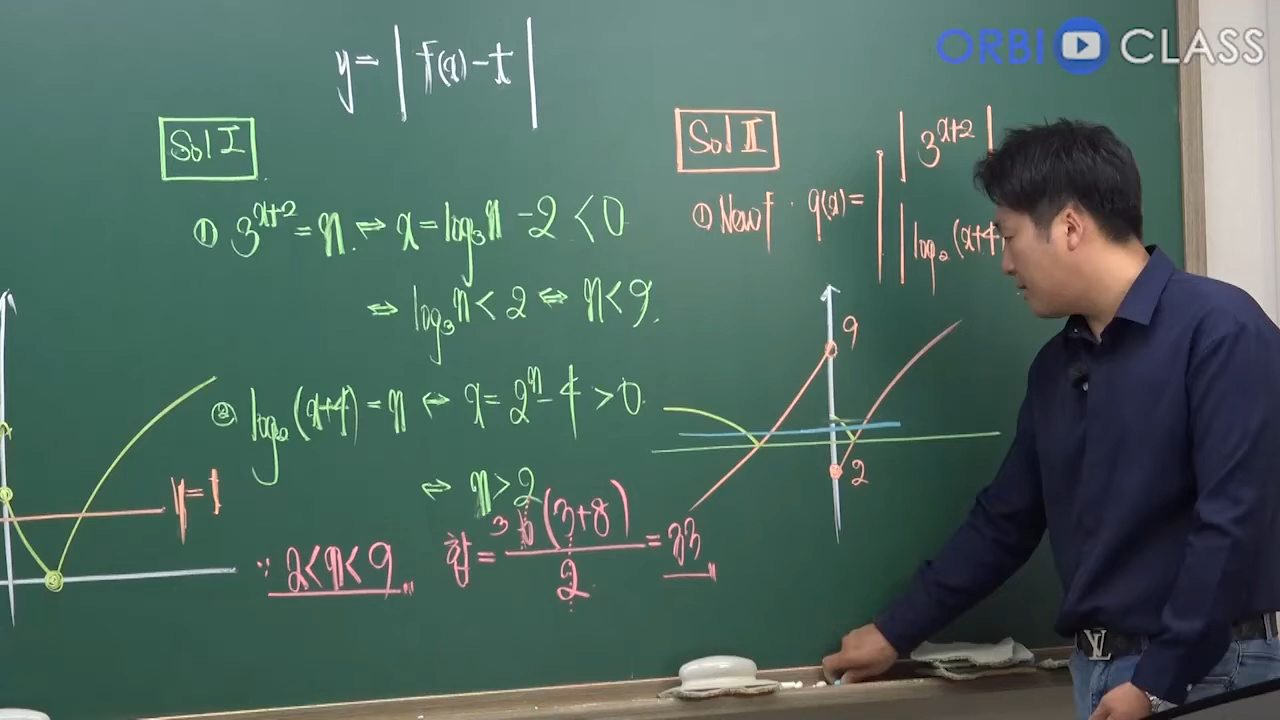 ORBI CLASS
y = |f(x) - t|
Sol I
① 3^{x+2} = n ⇔ x = log₃n - 2 < 0
⇔ log₃n < 2 ⇔ n < 9.
② log₂(x+4) = n ⇔ x = 2^n - 4 > 0
⇔ n > 2
∵ 2 < n < 9
합 = 6(3+8)/2 = 33
3
y = 1
Sol Ⅱ
① New f · g(x) =
|3^{x+2}|
|log₂(x+4)
9
2
LV